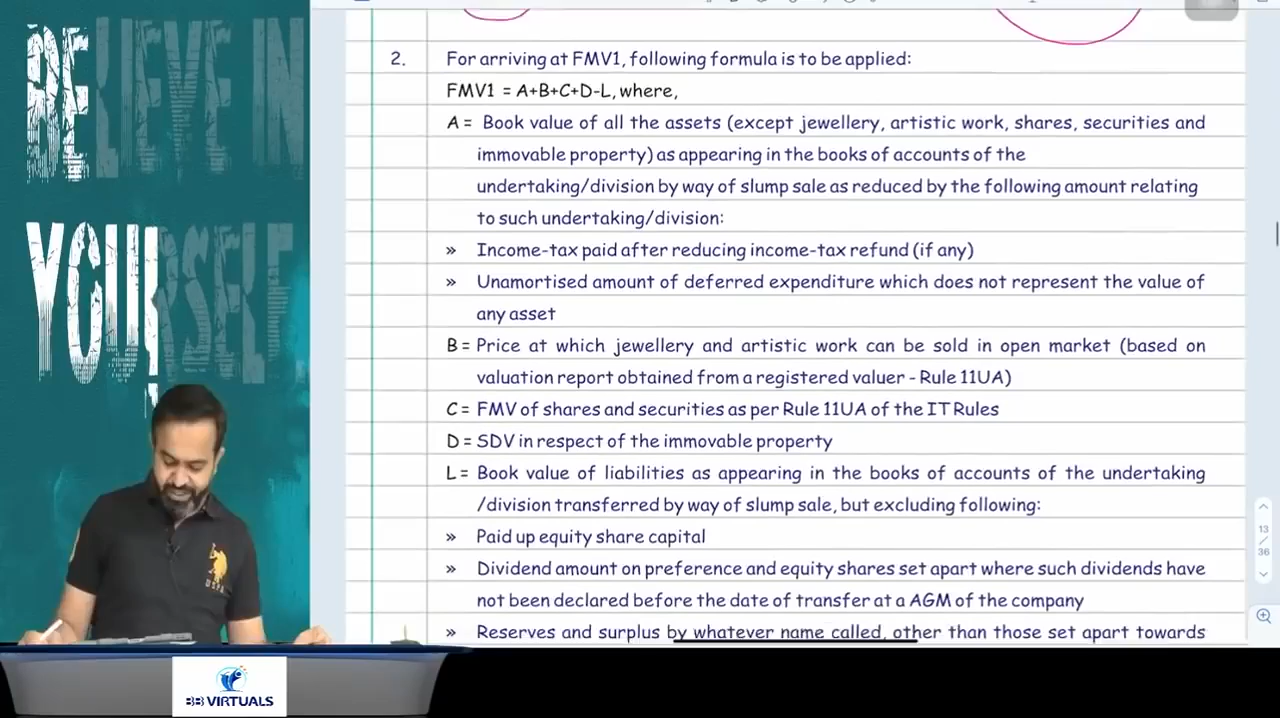 BELIEVE IN
YOURSELF
2. For arriving at FMV1, following formula is to be applied:
FMV1 = A+B+C+D-L, where,
A = Book value of all the assets (except jewellery, artistic work, shares, securities and
immovable property) as appearing in the books of accounts of the
undertaking/division by way of slump sale as reduced by the following amount relating
to such undertaking/division:
» Income-tax paid after reducing income-tax refund (if any)
» Unamortised amount of deferred expenditure which does not represent the value of
any asset
B = Price at which jewellery and artistic work can be sold in open market (based on
valuation report obtained from a registered valuer - Rule 11UA)
C = FMV of shares and securities as per Rule 11UA of the IT Rules
D = SDV in respect of the immovable property
L = Book value of liabilities as appearing in the books of accounts of the undertaking
/division transferred by way of slump sale, but excluding following:
» Paid up equity share capital
» Dividend amount on preference and equity shares set apart where such dividends have
not been declared before the date of transfer at a AGM of the company
» Reserves and surplus by whatever name called, other than those set apart towards
13
/
36
USPA
BB VIRTUALS